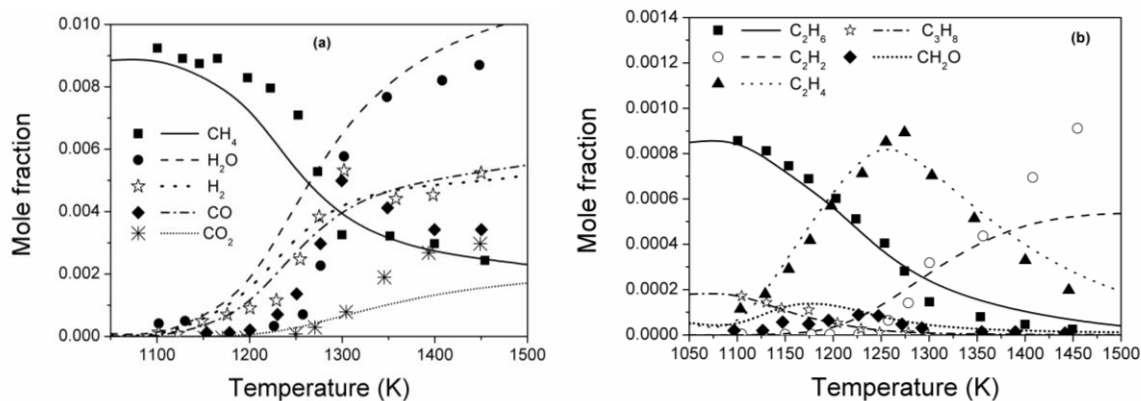 (a)
0.010
0.008
0.006
0.004
0.002
0.000
Mole fraction
CH₄
H₂O
H₂
CO
CO₂
1100 1200 1300 1400 1500
Temperature (K)
(b)
0.0014
0.0012
0.0010
0.0008
0.0006
0.0004
0.0002
0.0000
Mole fraction
C₂H₆ C₃H₈
C₂H₂ CH₂O
C₂H₄
1050 1100 1150 1200 1250 1300 1350 1400 1450 1500
Temperature (K)